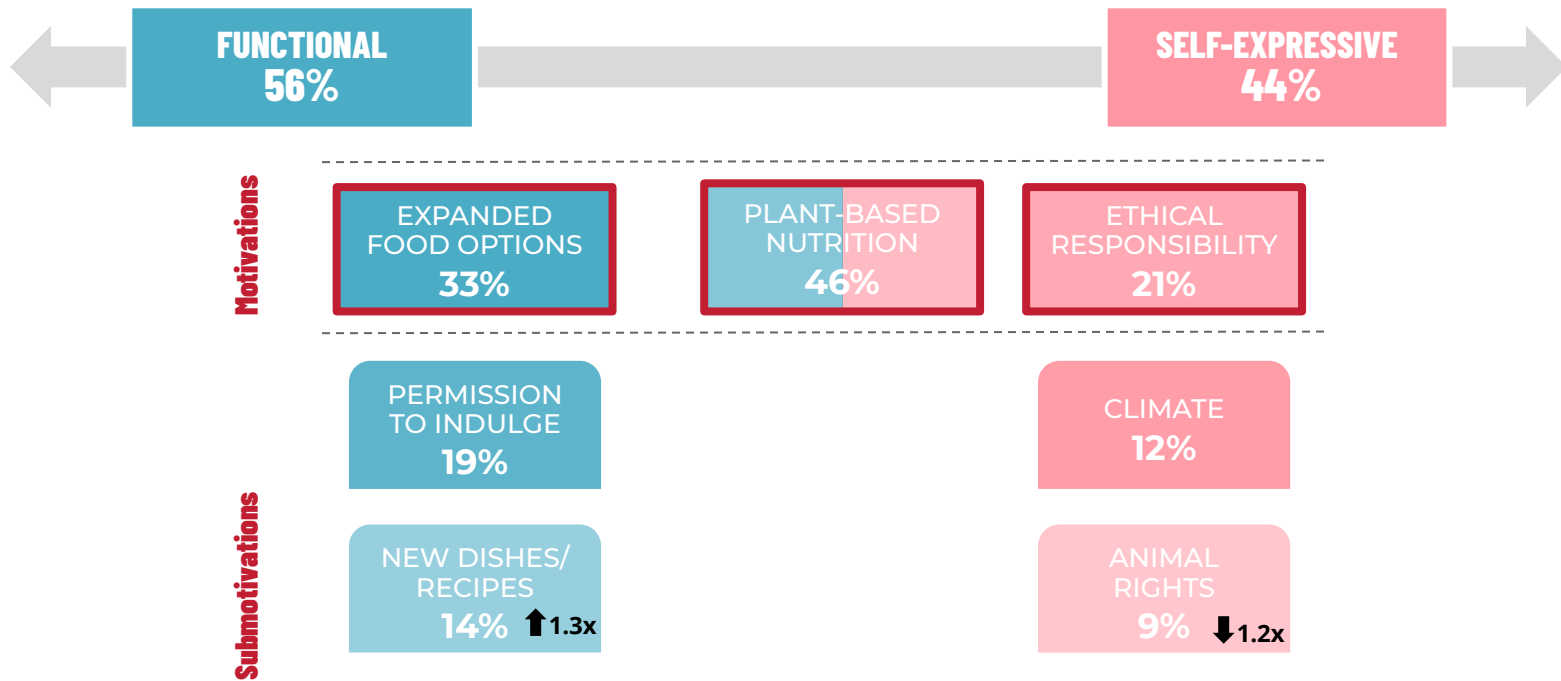 FUNCTIONAL
56%
SELF-EXPRESSIVE
44%
Motivations
EXPANDED
FOOD OPTIONS
33%
PLANT-BASED
NUTRITION
46%
ETHICAL
RESPONSIBILITY
21%
Submotivations
PERMISSION
TO INDULGE
19%
CLIMATE
12%
NEW DISHES/
RECIPES
14% 1.3x
ANIMAL
RIGHTS
9% 1.2x